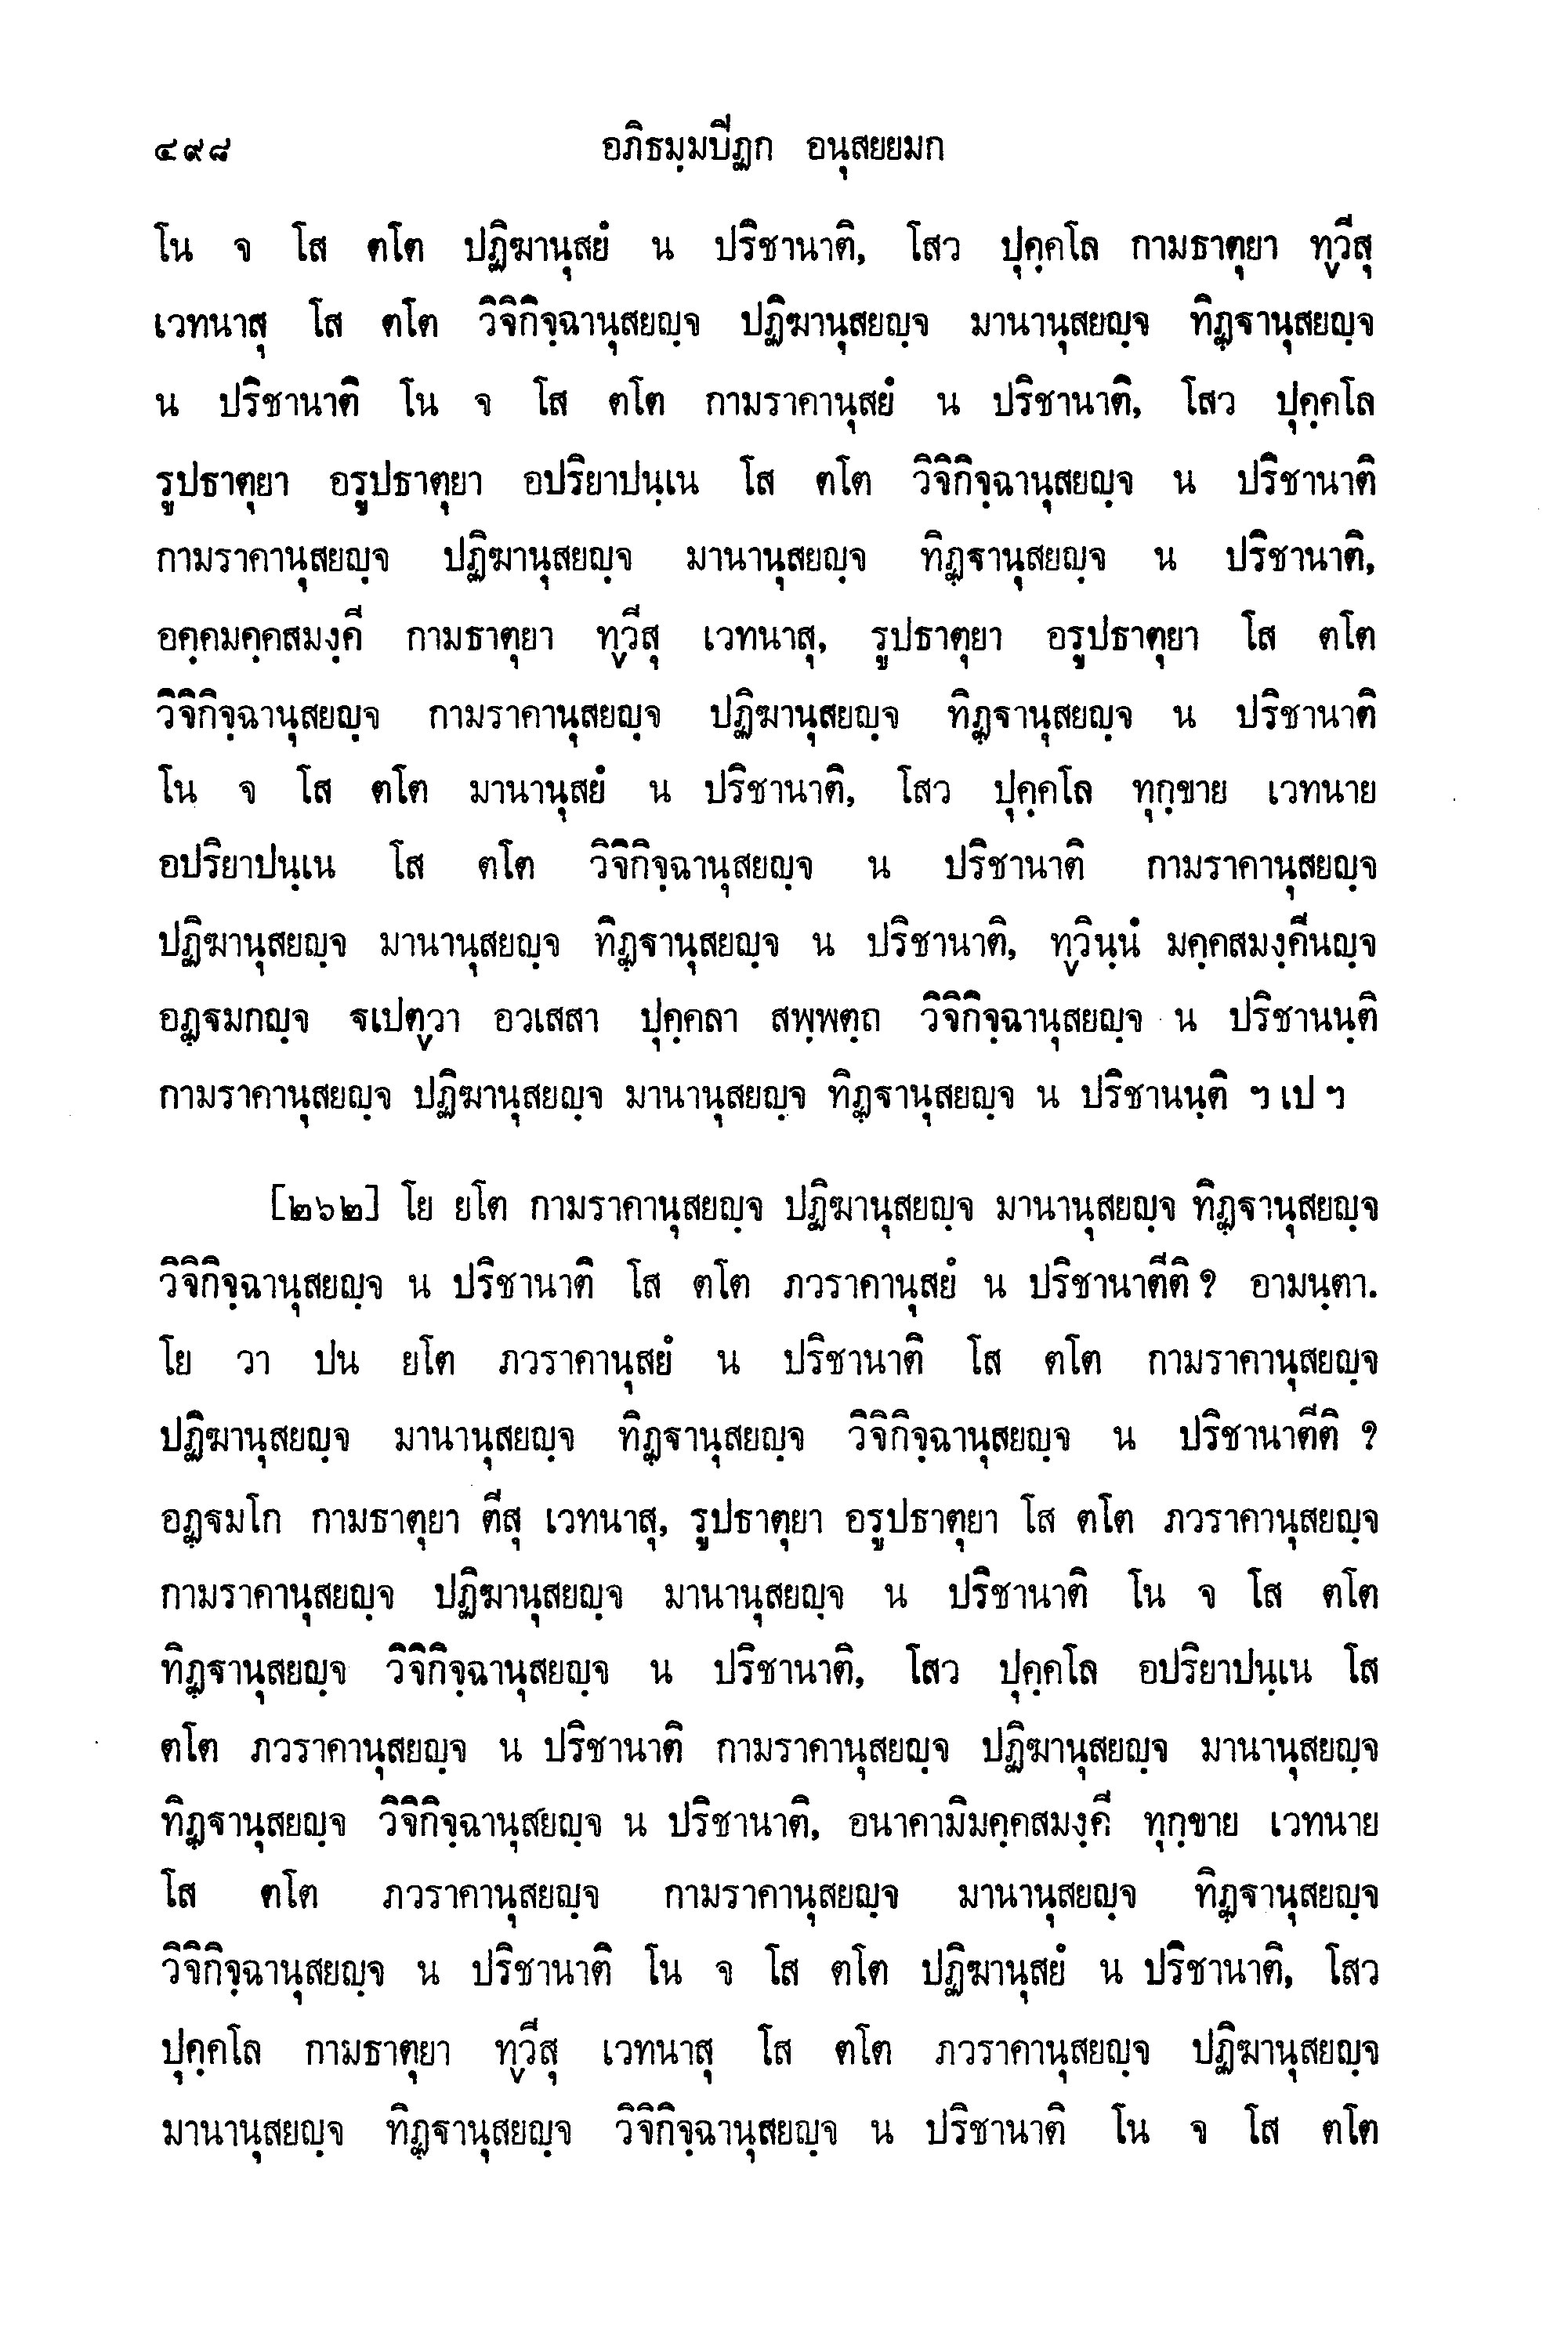 ๔๙๘ อภิธมฺมปีฏก อนุสยยมก
โน จ โส ตโต ปฏิฆานุสยํ น ปริชานาติ, โสว ปุคฺคโล กามธาตุยา ทฺวีสุ
เวทนาสุ โส ตโต วิจิกิจฺฉานุสยญฺจ ปฏิฆานุสยญฺจ มานานุสยญฺจ ทิฏฺฐานุสยญฺจ
น ปริชานาติ โน จ โส ตโต กามราคานุสยํ น ปริชานาติ, โสว ปุคฺคโล
รูปธาตุยา อรูปธาตุยา อปริยาปนฺเน โส ตโต วิจิกิจฺฉานุสยญฺจ น ปริชานาติ
กามราคานุสยญฺจ ปฏิฆานุสยญฺจ มานานุสยญฺจ ทิฏฺฐานุสยญฺจ น ปริชานาติ,
อคฺคมคฺคสมงฺคี กามธาตุยา ทฺวีสุ เวทนาสุ, รูปธาตุยา อรูปธาตุยา โส ตโต
วิจิกิจฺฉานุสยญฺจ กามราคานุสยญฺจ ปฏิฆานุสยญฺจ ทิฏฺฐานุสยญฺจ น ปริชานาติ
โน จ โส ตโต มานานุสยํ น ปริชานาติ, โสว ปุคฺคโล ทุกฺขาย เวทนาย
อปริยาปนฺเน โส ตโต วิจิกิจฺฉานุสยญฺจ น ปริชานาติ กามราคานุสยญฺจ
ปฏิฆานุสยญฺจ มานานุสยญฺจ ทิฏฺฐานุสยญฺจ น ปริชานาติ, ทฺวินฺนํ มคฺคสมงฺคีนญฺจ
อฏฺฐมกญฺจ ฐเปตฺวา อวเสสา ปุคฺคลา สพฺพตฺถ วิจิกิจฺฉานุสยญฺจ น ปริชานนฺติ
กามราคานุสยญฺจ ปฏิฆานุสยญฺจ มานานุสยญฺจ ทิฏฺฐานุสยญฺจ น ปริชานนฺติ ฯ เป ฯ
[๒๖๒] โย ยโต กามราคานุสยญฺจ ปฏิฆานุสยญฺจ มานานุสยญฺจ ทิฏฺฐานุสยญฺจ
วิจิกิจฺฉานุสยญฺจ น ปริชานาติ โส ตโต ภวราคานุสยํ น ปริชานาตีติ ? อามนฺตา.
โย วา ปน ยโต ภวราคานุสยํ น ปริชานาติ โส ตโต กามราคานุสยญฺจ
ปฏิฆานุสยญฺจ มานานุสยญฺจ ทิฏฺฐานุสยญฺจ วิจิกิจฺฉานุสยญฺจ น ปริชานาตีติ ?
อฏฺฐมโก กามธาตุยา ตีสุ เวทนาสุ, รูปธาตุยา อรูปธาตุยา โส ตโต ภวราคานุสยญฺจ
กามราคานุสยญฺจ ปฏิฆานุสยญฺจ มานานุสยญฺจ น ปริชานาติ โน จ โส ตโต
ทิฏฺฐานุสยญฺจ วิจิกิจฺฉานุสยญฺจ น ปริชานาติ, โสว ปุคฺคโล อปริยาปนฺเน โส
ตโต ภวราคานุสยญฺจ น ปริชานาติ กามราคานุสยญฺจ ปฏิฆานุสยญฺจ มานานุสยญฺจ
ทิฏฺฐานุสยญฺจ วิจิกิจฺฉานุสยญฺจ น ปริชานาติ, อนาคามิมคฺคสมงฺคี ทุกฺขาย เวทนาย
โส ตโต ภวราคานุสยญฺจ กามราคานุสยญฺจ มานานุสยญฺจ ทิฏฺฐานุสยญฺจ
วิจิกิจฺฉานุสยญฺจ น ปริชานาติ โน จ โส ตโต ปฏิฆานุสยํ น ปริชานาติ, โสว
ปุคฺคโล กามธาตุยา ทฺวีสุ เวทนาสุ โส ตโต ภวราคานุสยญฺจ ปฏิฆานุสยญฺจ
มานานุสยญฺจ ทิฏฺฐานุสยญฺจ วิจิกิจฺฉานุสยญฺจ น ปริชานาติ โน จ โส ตโต